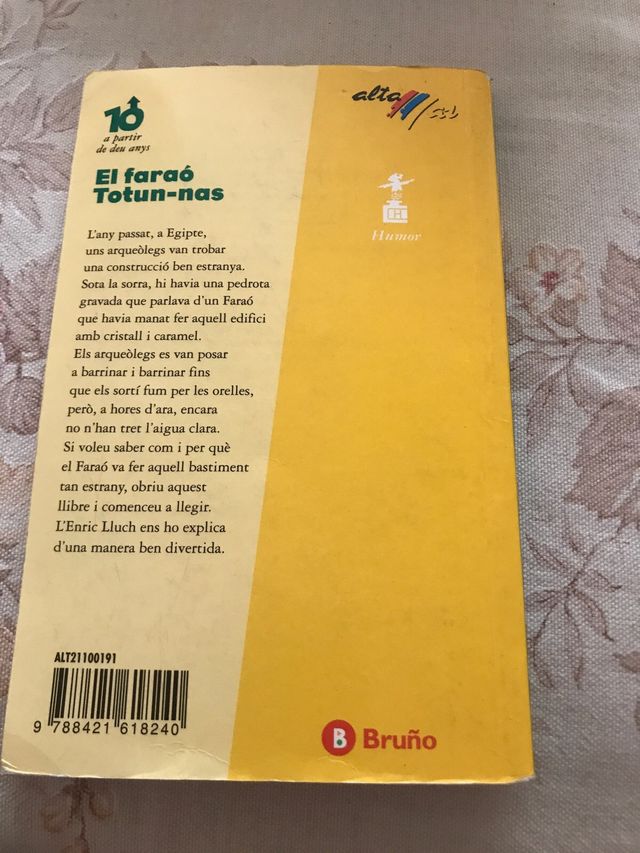 10
a partir
de deu anys
alta
El faraó
Totun-nas
Humor
L'any passat, a Egipte,
uns arqueòlegs van trobar
una construcció ben estranya.
Sota la sorra, hi havia una pedrota
gravada que parlava d'un Faraó
que havia manat fer aquell edifici
amb cristall i caramel.
Els arqueòlegs es van posar
a barrinar i barrinar fins
que els sortí fum per les orelles,
però, a hores d'ara, encara
no n'han tret l'aigua clara.
Si voleu saber com i per què
el Faraó va fer aquell bastiment
tan estrany, obriu aquest
llibre i comenceu a llegir.
L'Enric Lluch ens ho explica
d'una manera ben divertida.
ALT21100191
9 788421 618240
B Bruño